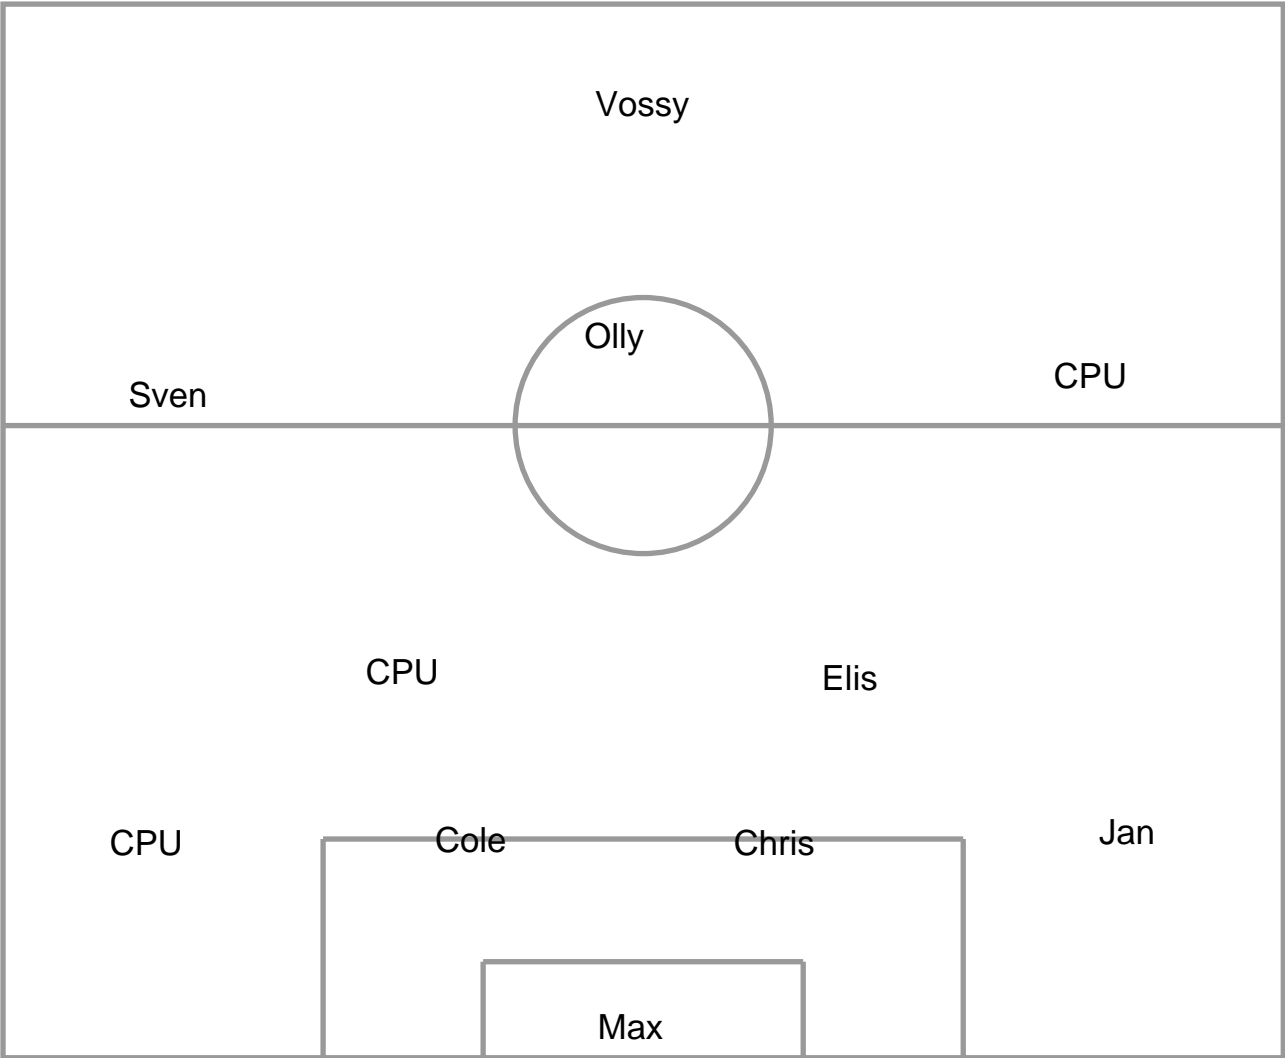 Vossy
Olly
CPU
Sven
CPU
Elis
Jan
Cole
CPU
Chris
Max